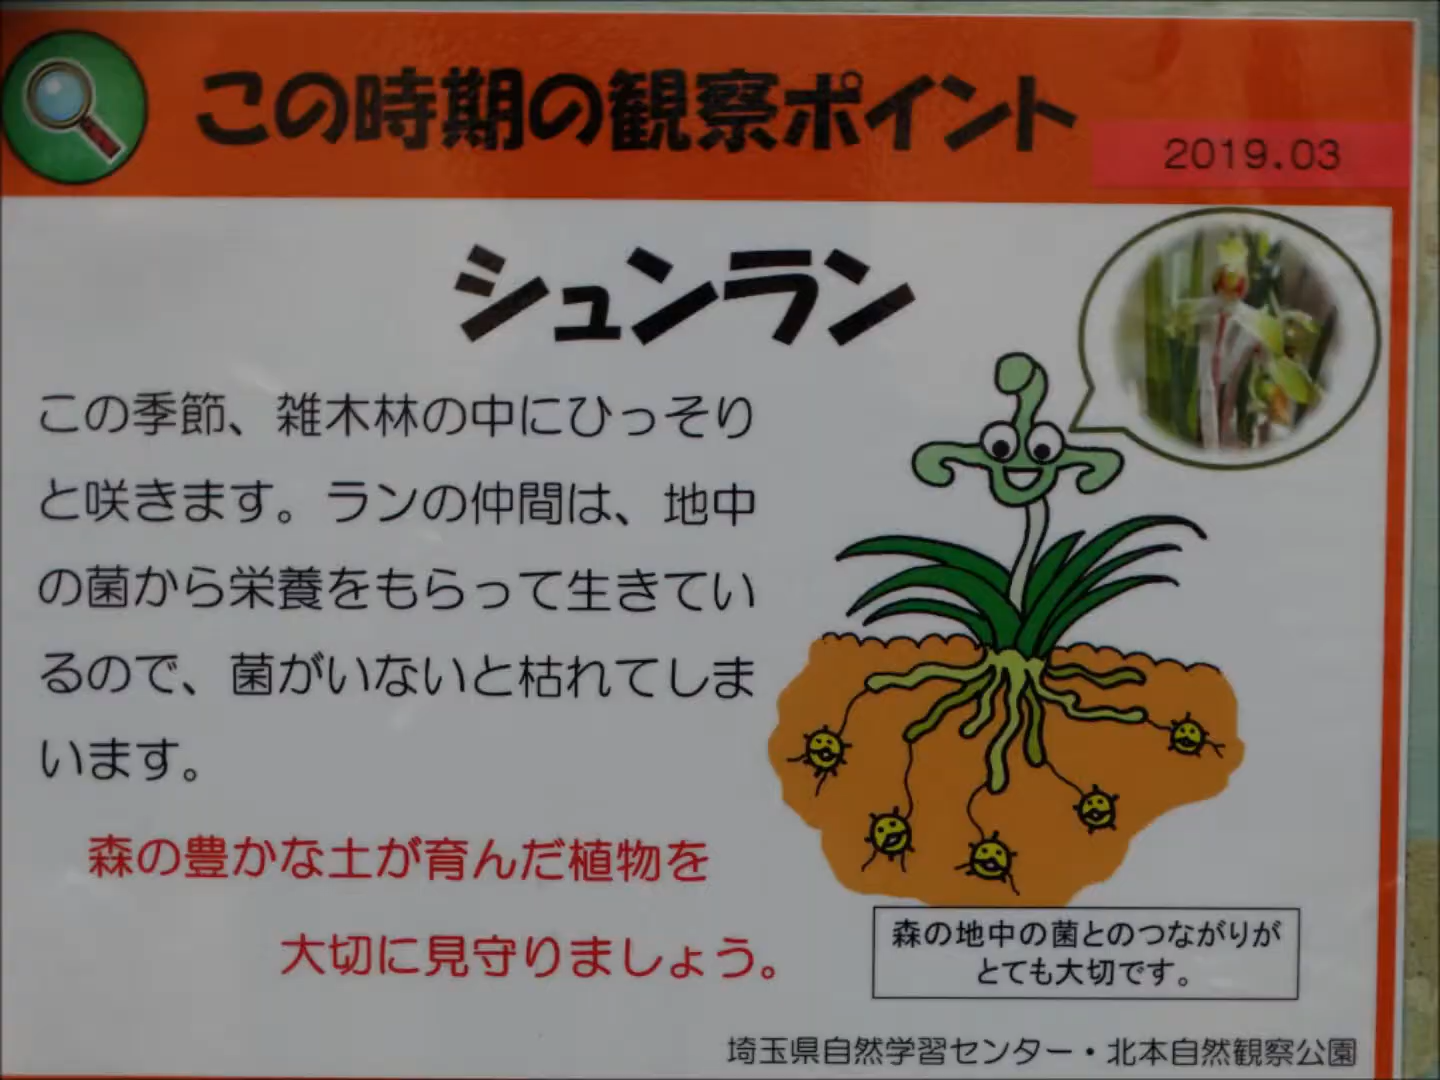 この時期の観察ポイント
2019.03
シュンラン
この季節、雑木林の中にひっそり
と咲きます。ランの仲間は、地中
の菌から栄養をもらって生きてい
るので、菌がいないと枯れてしま
います。
森の豊かな土が育んだ植物を
大切に見守りましょう。
森の地中の菌とのつながりが
とても大切です。
埼玉県自然学習センター・北本自然観察公園